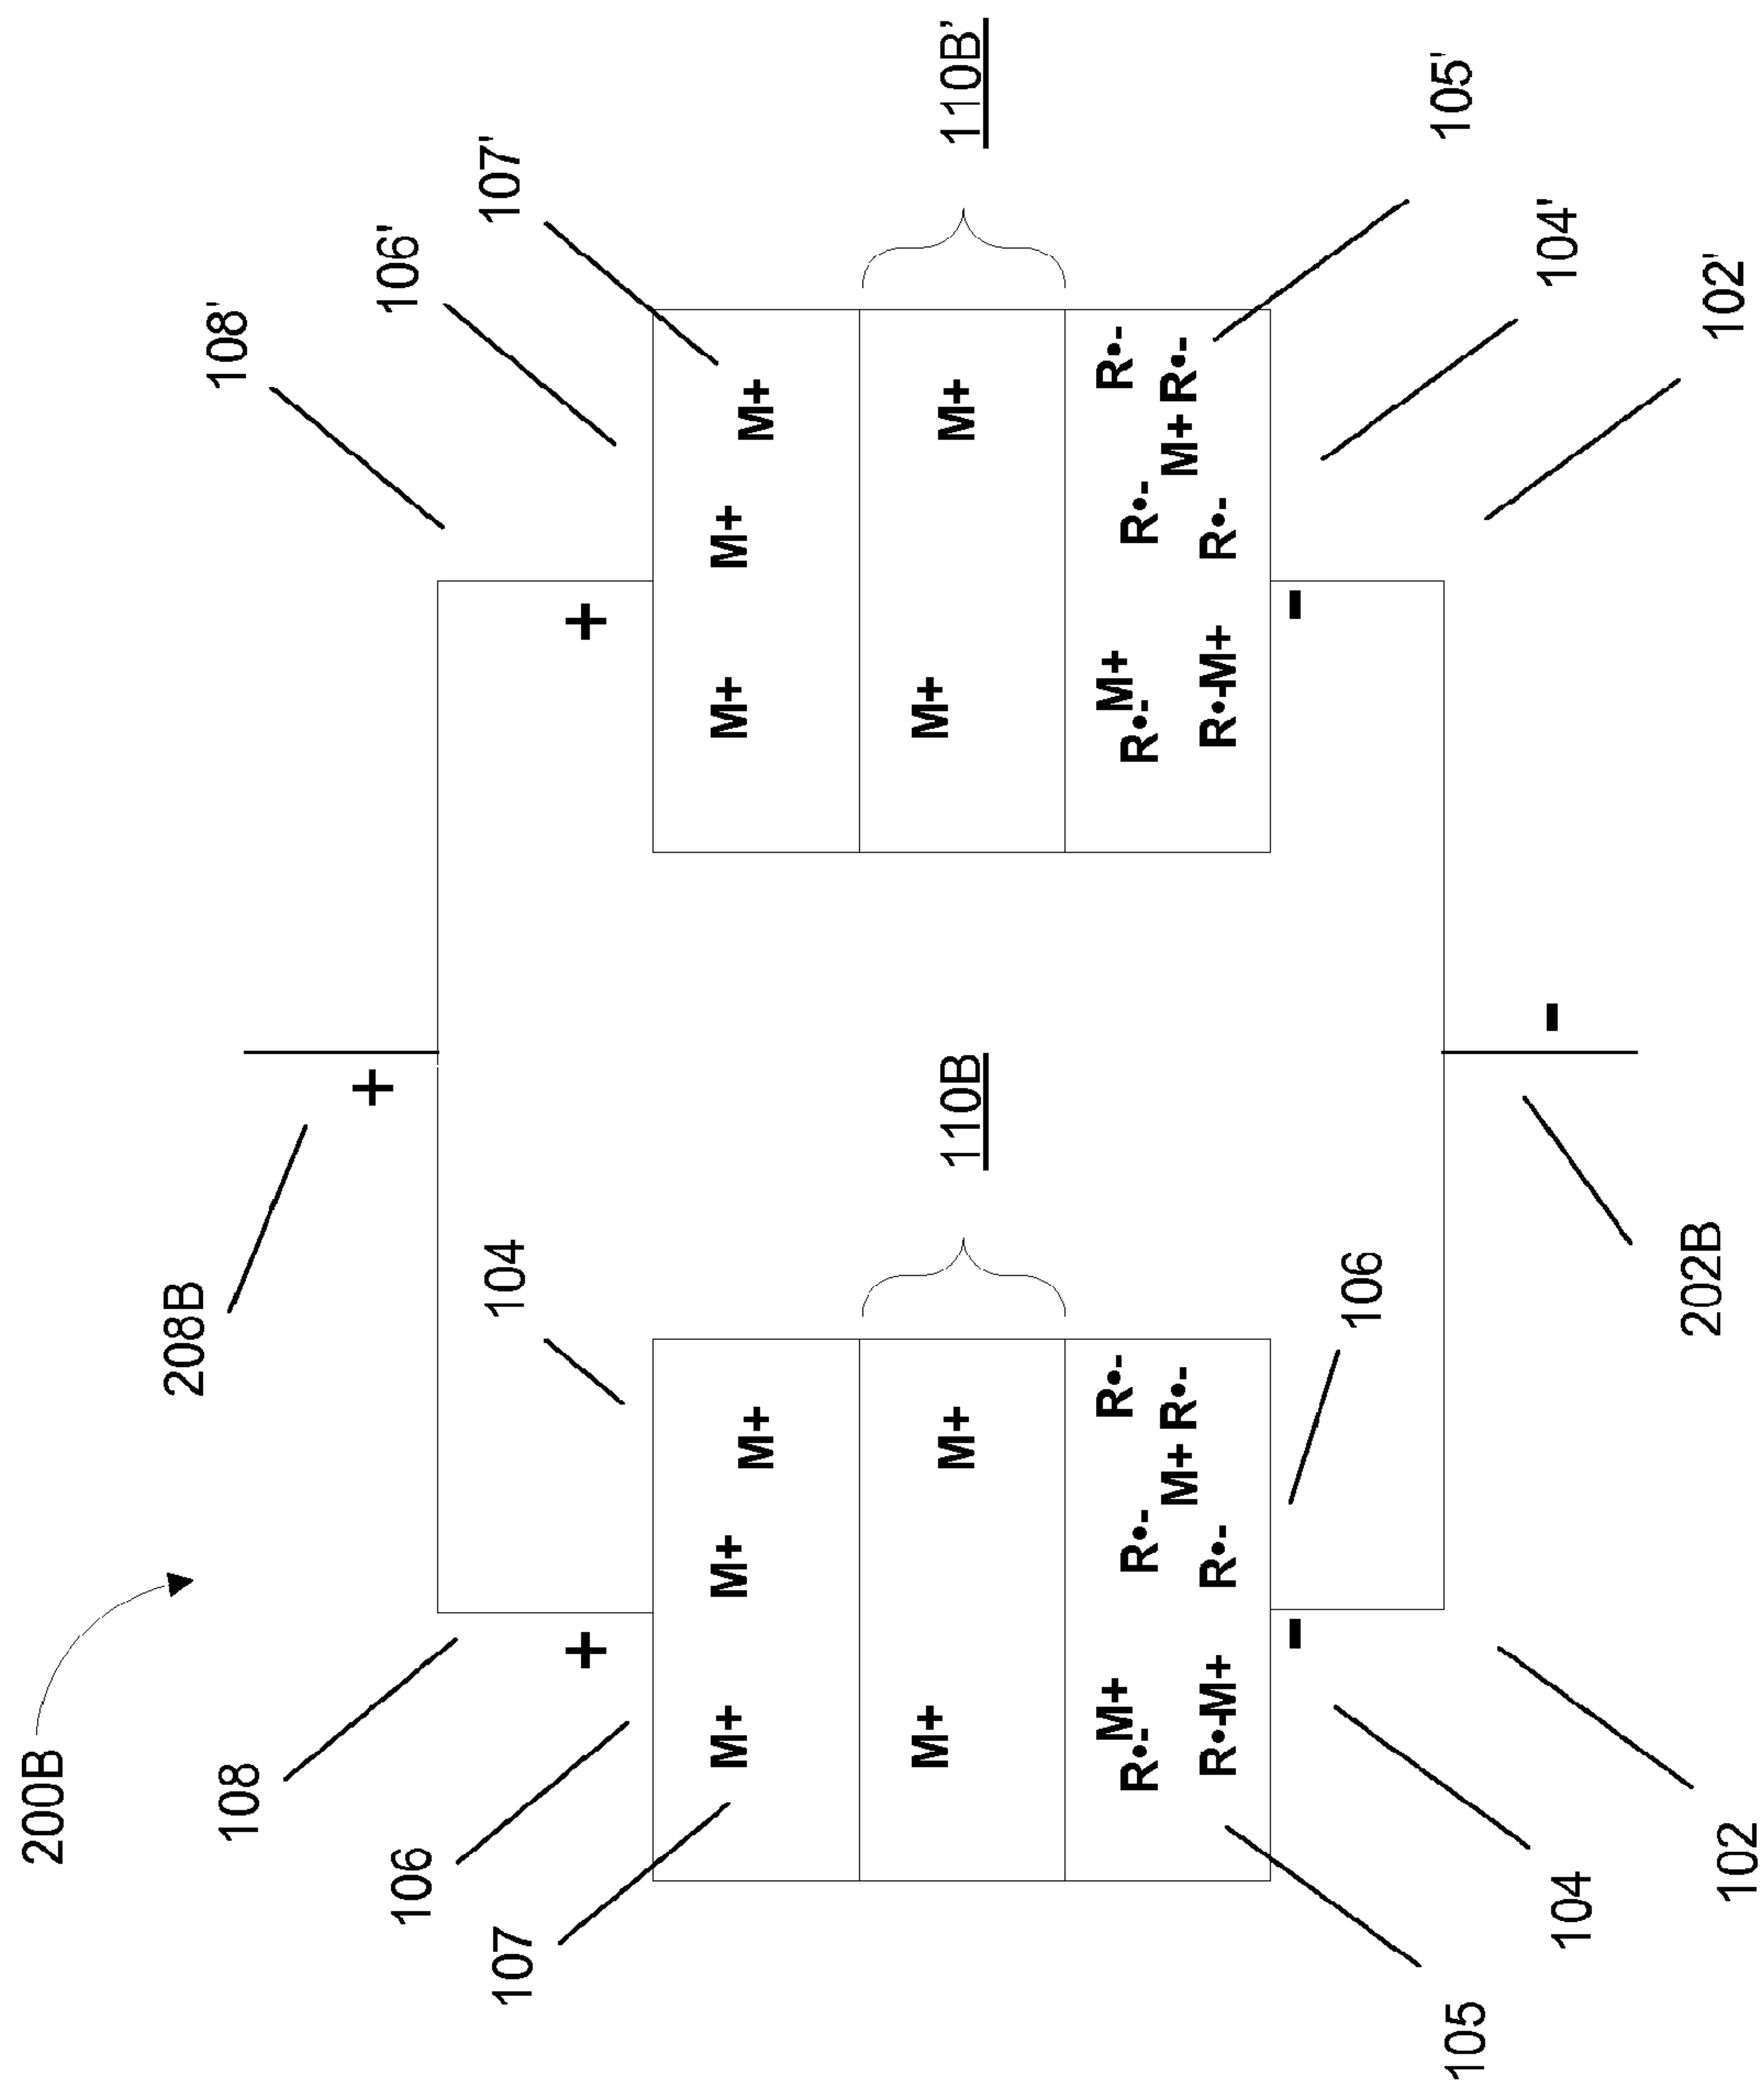 200B
208B
108
106
107
104
108'
106'
107'
+
+
+
M+ M+ M+
M+ M+ M+
M+ M+
M+ M+
110B
110B'
R•- M+ R•- R•-
R•- M+ R•- M+ R•-
R•- M+ R•- R•-
R•- M+ R•- M+ R•-
-
-
-
105
104
102
106
202B
105'
104'
102'